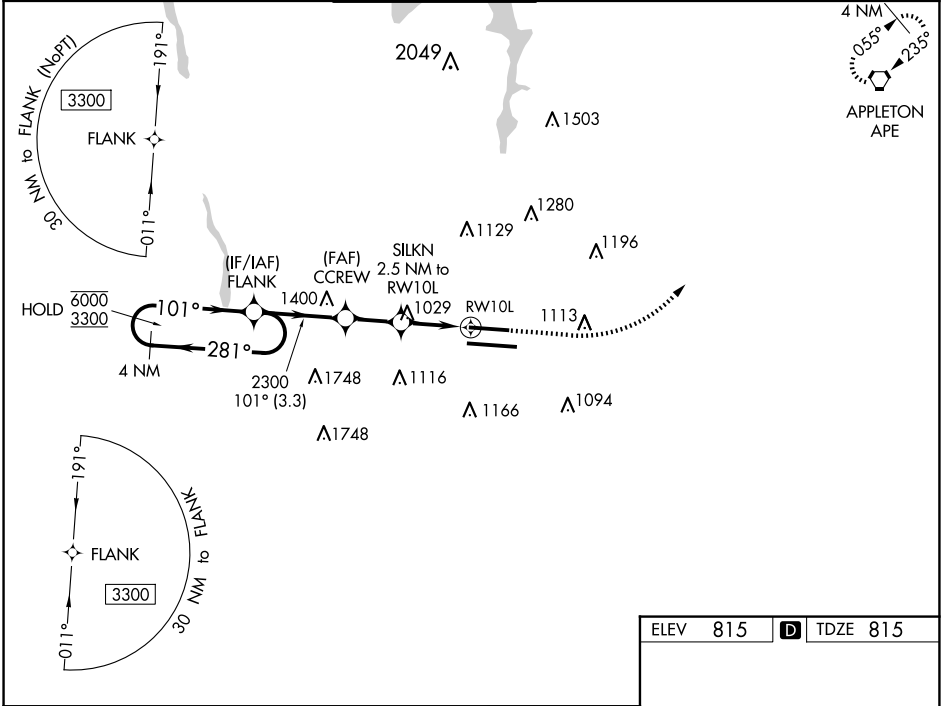 4 NM
055°
235°
APPLETON
APE
30 NM to FLANK (NoPT)
191°
3300
FLANK
011°
2049
1503
1280
1129
1196
(IF/IAF)
FLANK
(FAF)
CCREW
SILKN
2.5 NM to
RW10L
1400
1029
RW10L
1113
HOLD
6000
3300
101°
281°
4 NM
2300
101° (3.3)
1748
1116
1166
1094
1748
191°
FLANK
3300
011°
30 NM to FLANK
ELEV 815 D TDZE 815